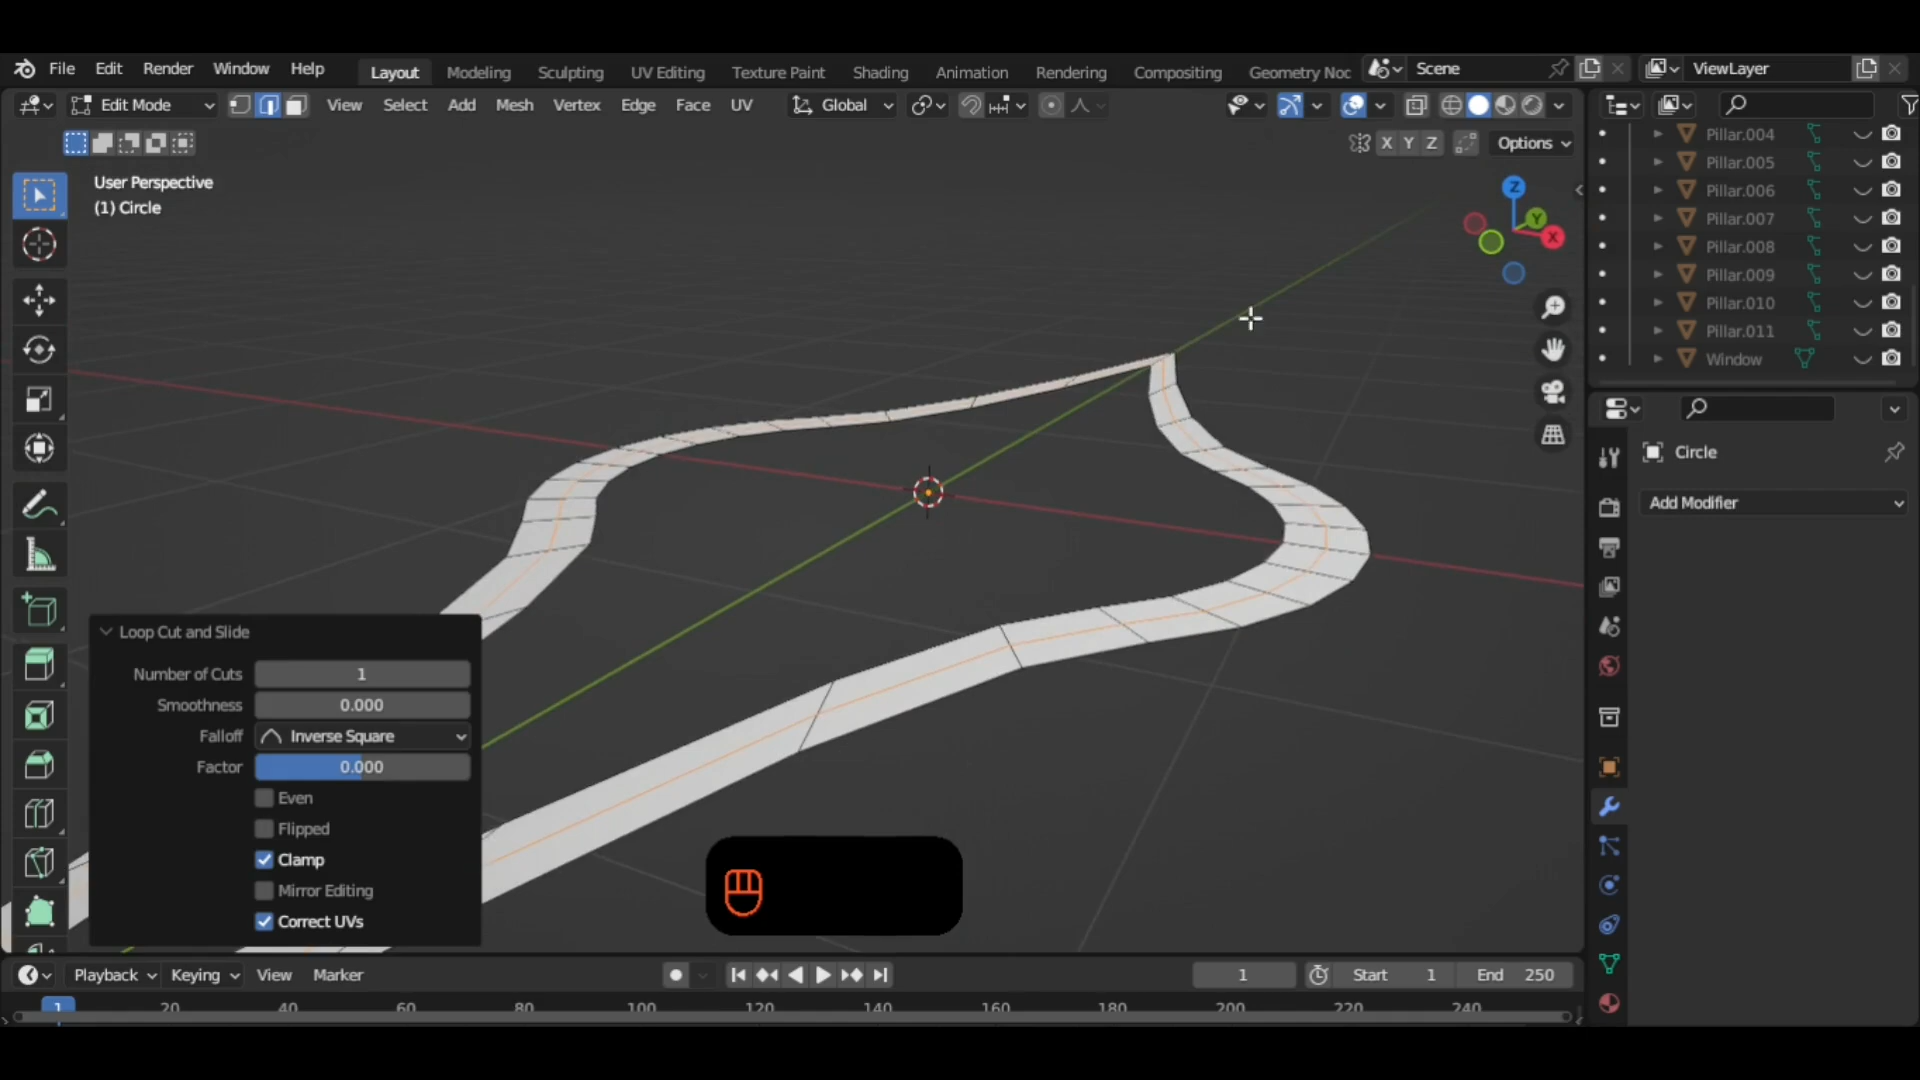 File Edit Render Window Help Layout Modeling Sculpting UV Editing Texture Paint Shading Animation Rendering Compositing Geometry Noc Scene ViewLayer
Edit Mode View Select Add Mesh Vertex Edge Face UV Global
X Y Z Options
User Perspective
(1) Circle
Z
Y
X
Pillar.004
Pillar.005
Pillar.006
Pillar.007
Pillar.008
Pillar.009
Pillar.010
Pillar.011
Window
Circle
Add Modifier
Loop Cut and Slide
Number of Cuts 1
Smoothness 0.000
Falloff Inverse Square
Factor 0.000
Even
Flipped
Clamp
Mirror Editing
Correct UVs
Playback Keying View Marker 1 Start 1 End 250
1 20 40 60 80 100 120 140 160 180 200 220 240